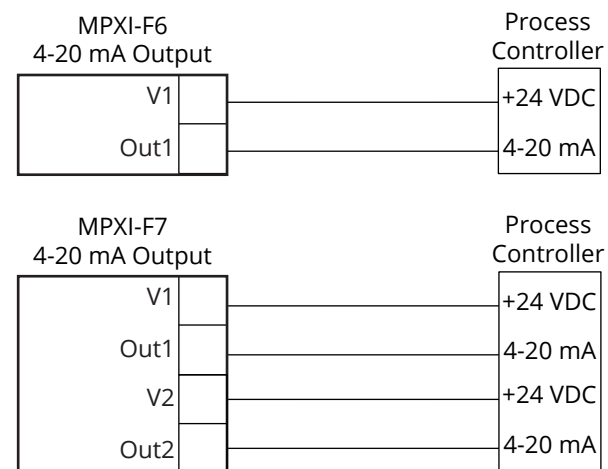 MPXI-F6
4-20 mA Output
Process
Controller
V1
+24 VDC
Out1
4-20 mA
MPXI-F7
4-20 mA Output
Process
Controller
V1
+24 VDC
Out1
4-20 mA
V2
+24 VDC
Out2
4-20 mA